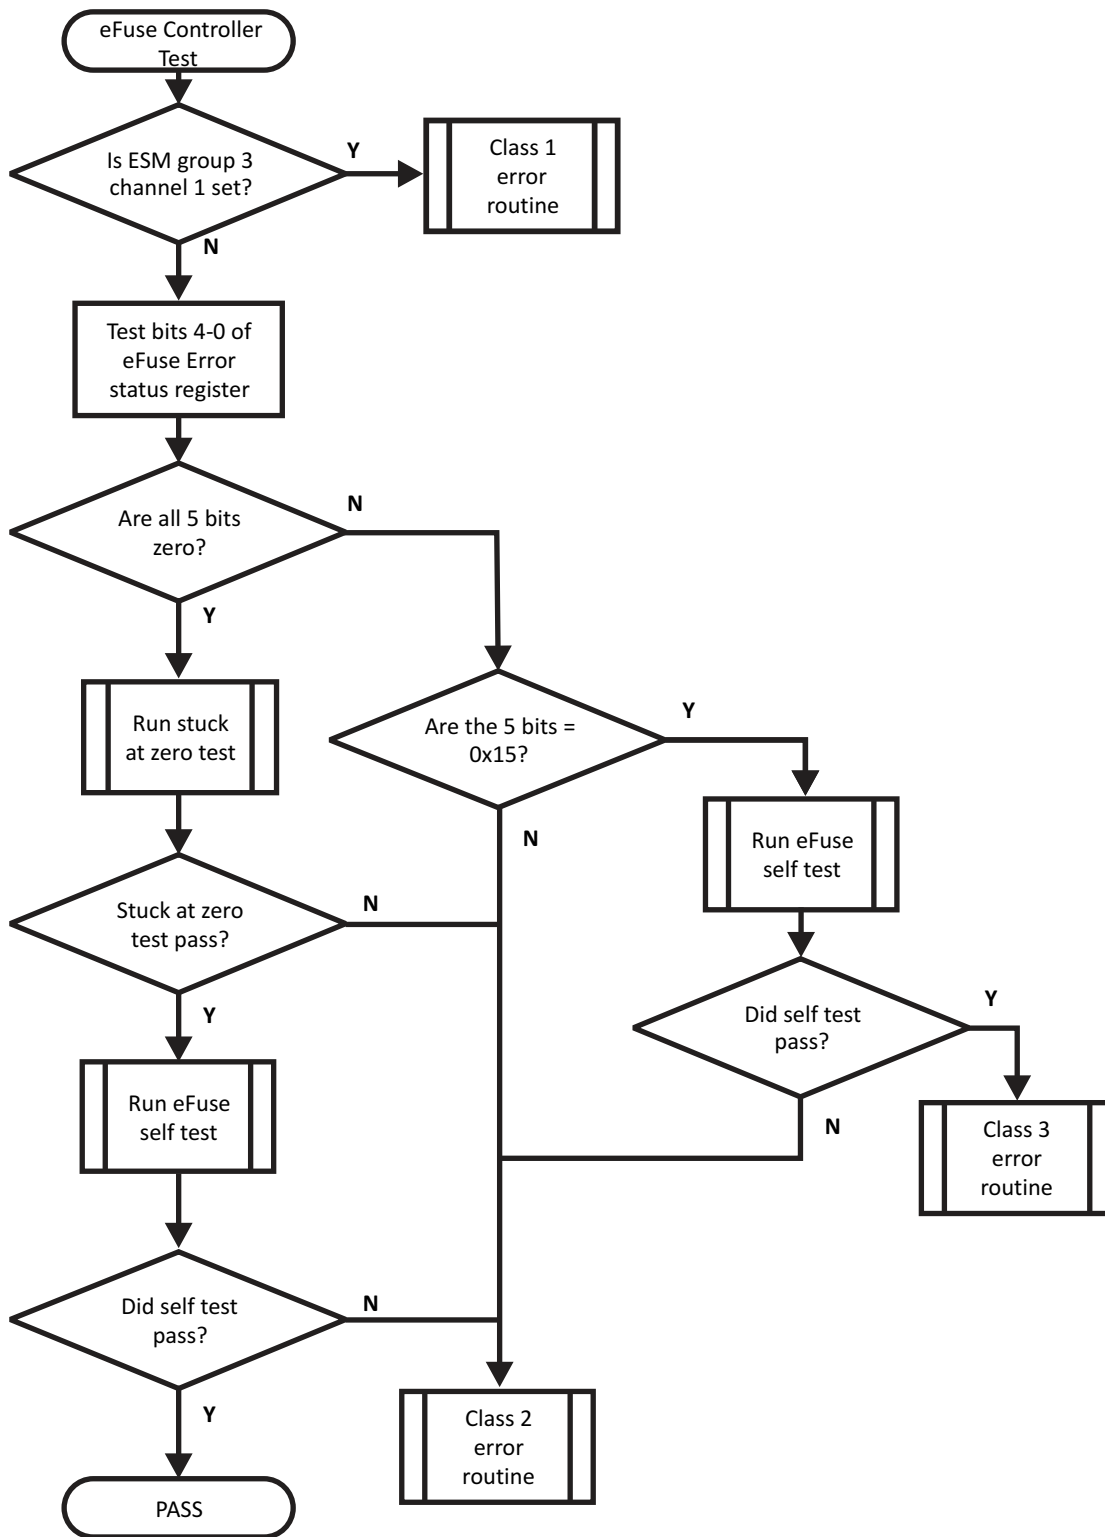 eFuse Controller
Test
Is ESM group 3
channel 1 set?
Y
Class 1
error
routine
N
Test bits 4-0 of
eFuse Error
status register
Are all 5 bits
zero?
N
Y
Run stuck
at zero test
Are the 5 bits =
0x15?
Y
N
Run eFuse
self test
Stuck at zero
test pass?
N
Y
Did self test
pass?
Y
N
Class 3
error
routine
Run eFuse
self test
Did self test
pass?
N
Y
Class 2
error
routine
PASS